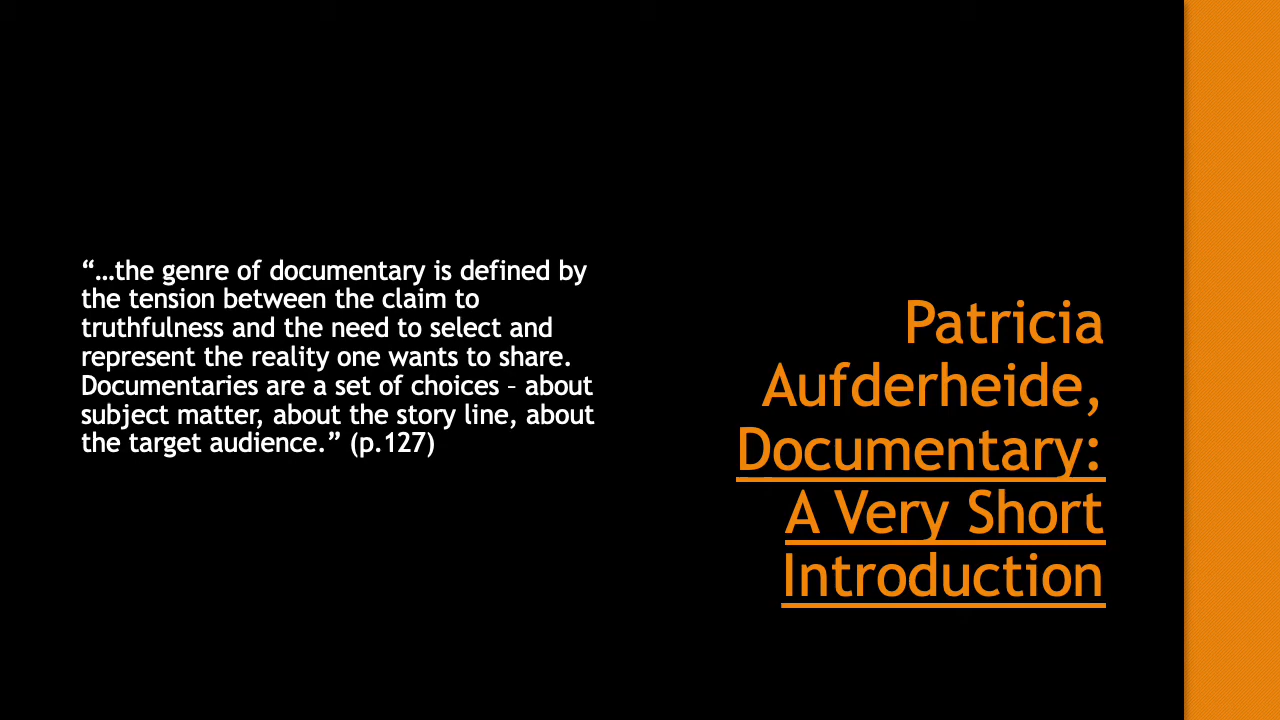 “…the genre of documentary is defined by
the tension between the claim to
truthfulness and the need to select and
represent the reality one wants to share.
Documentaries are a set of choices – about
subject matter, about the story line, about
the target audience.” (p.127)
Patricia
Aufderheide,
Documentary:
A Very Short
Introduction